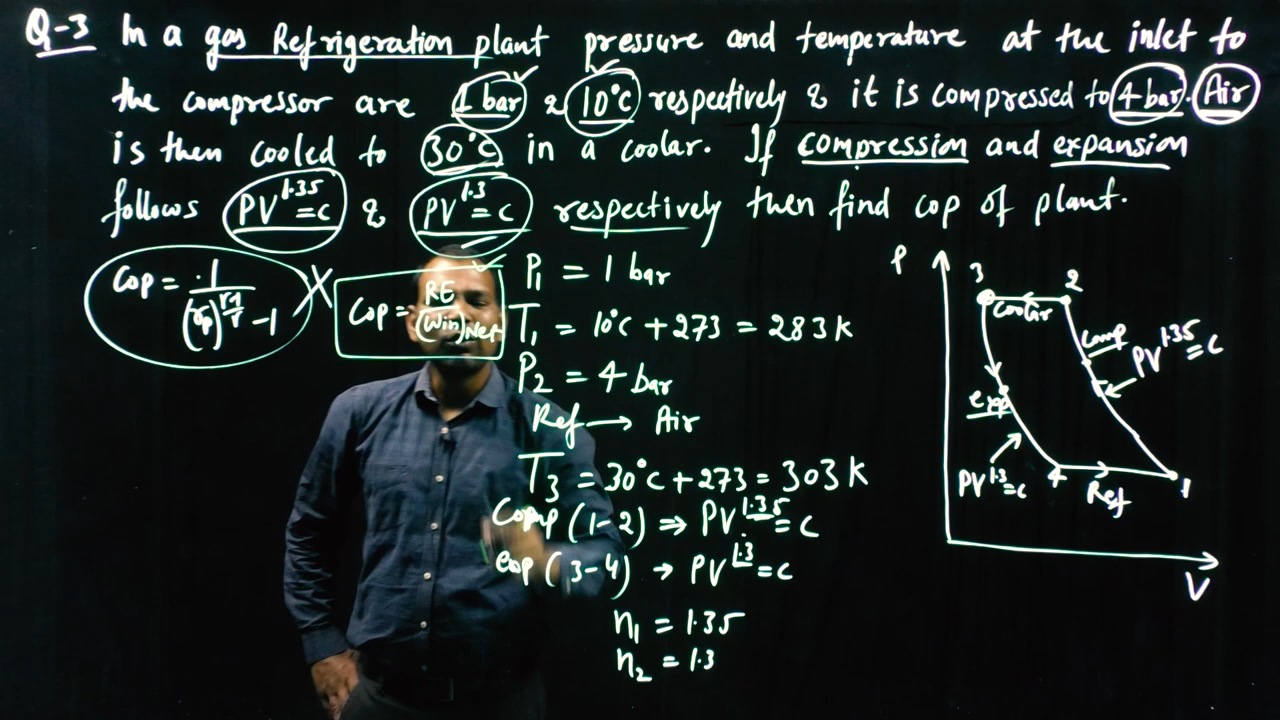 Q-3 In a gas Refrigeration plant pressure and temperature at the inlet to
the compressor are 1 bar & 10°C respectively & it is compressed to 4 bar. Air
is then cooled to 30°C in a coolar. If compression and expansion
follows PV^1.35 = C & PV^1.3 = C respectively then find cop of plant.
Cop = 1 / (rp)^(γ-1/γ) - 1
X
Cop = RE / (Win)Net
P1 = 1 bar
T1 = 10°C + 273 = 283 K
P2 = 4 bar
Ref → Air
T3 = 30°C + 273 = 303 K
Comp (1-2) ⇒ PV^1.35 = C
exp (3-4) → PV^1.3 = C
n1 = 1.35
n2 = 1.3
P
3
2
Coolar
Comp
PV^1.35 = C
exp
PV^1.3 = C
4
Ref
1
V